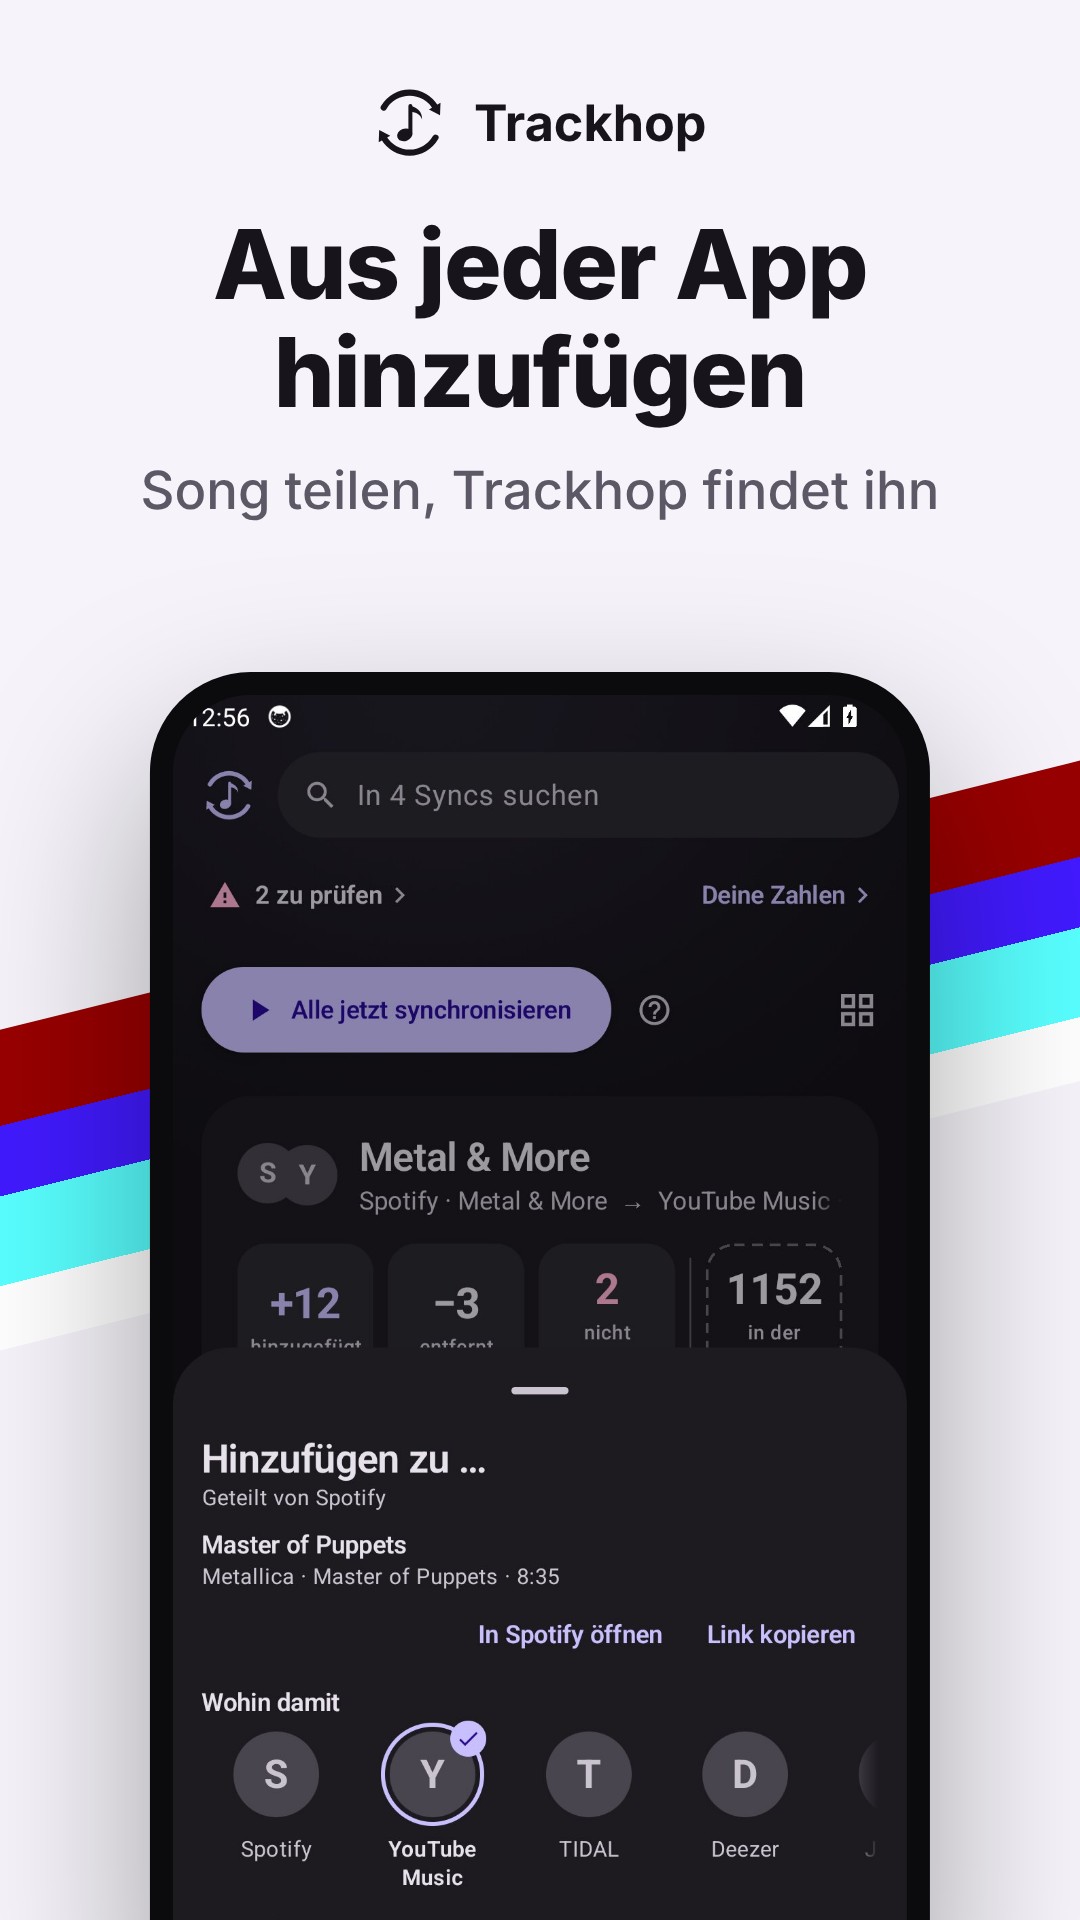 Trackhop
Aus jeder App
hinzufügen
Song teilen, Trackhop findet ihn
12:56
In 4 Syncs suchen
2 zu prüfen
Deine Zahlen
Alle jetzt synchronisieren
S Y
Metal & More
Spotify · Metal & More → YouTube Music
+12
hinzugefügt
−3
entfernt
2
nicht
1152
in der
Hinzufügen zu ...
Geteilt von Spotify
Master of Puppets
Metallica · Master of Puppets · 8:35
In Spotify öffnen
Link kopieren
Wohin damit
S
Y
T
D
Spotify
YouTube
Music
TIDAL
Deezer
J